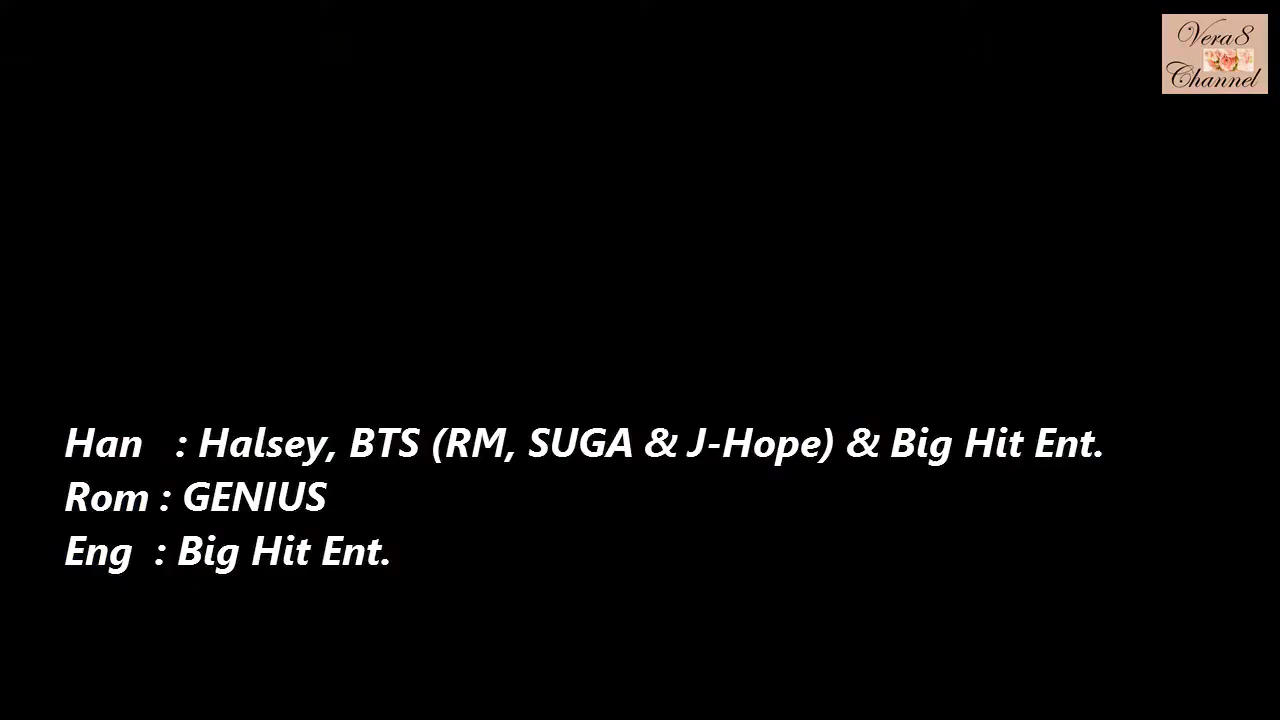 Vera8
Channel
Han : Halsey, BTS (RM, SUGA & J-Hope) & Big Hit Ent.
Rom : GENIUS
Eng : Big Hit Ent.